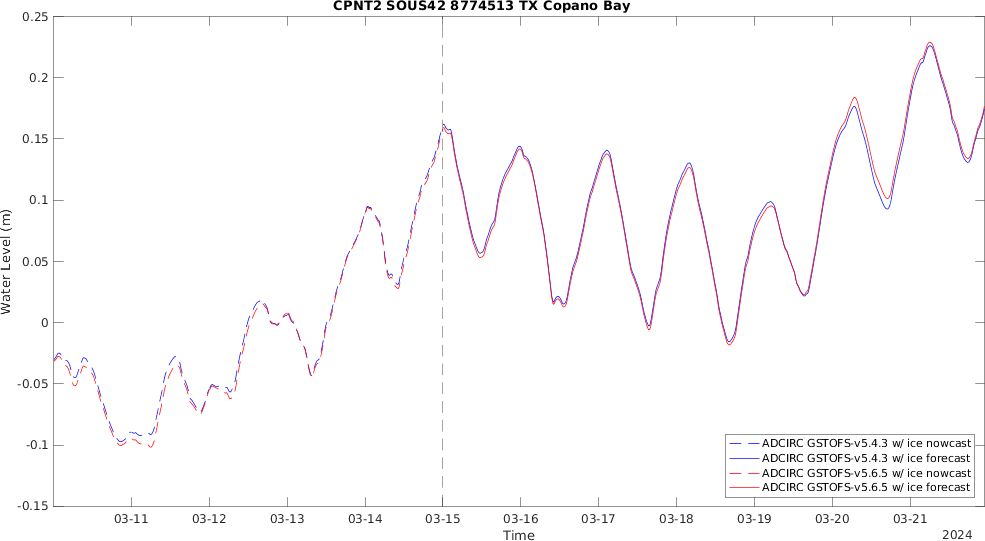 CPNT2 SOUS42 8774513 TX Copano Bay
0.25
0.2
0.15
0.1
0.05
0
-0.05
-0.1
-0.15
Water Level (m)
ADCIRC GSTOFS-v5.4.3 w/ ice nowcast
ADCIRC GSTOFS-v5.4.3 w/ ice forecast
ADCIRC GSTOFS-v5.6.5 w/ ice nowcast
ADCIRC GSTOFS-v5.6.5 w/ ice forecast
03-11 03-12 03-13 03-14 03-15 03-16 03-17 03-18 03-19 03-20 03-21
Time
2024